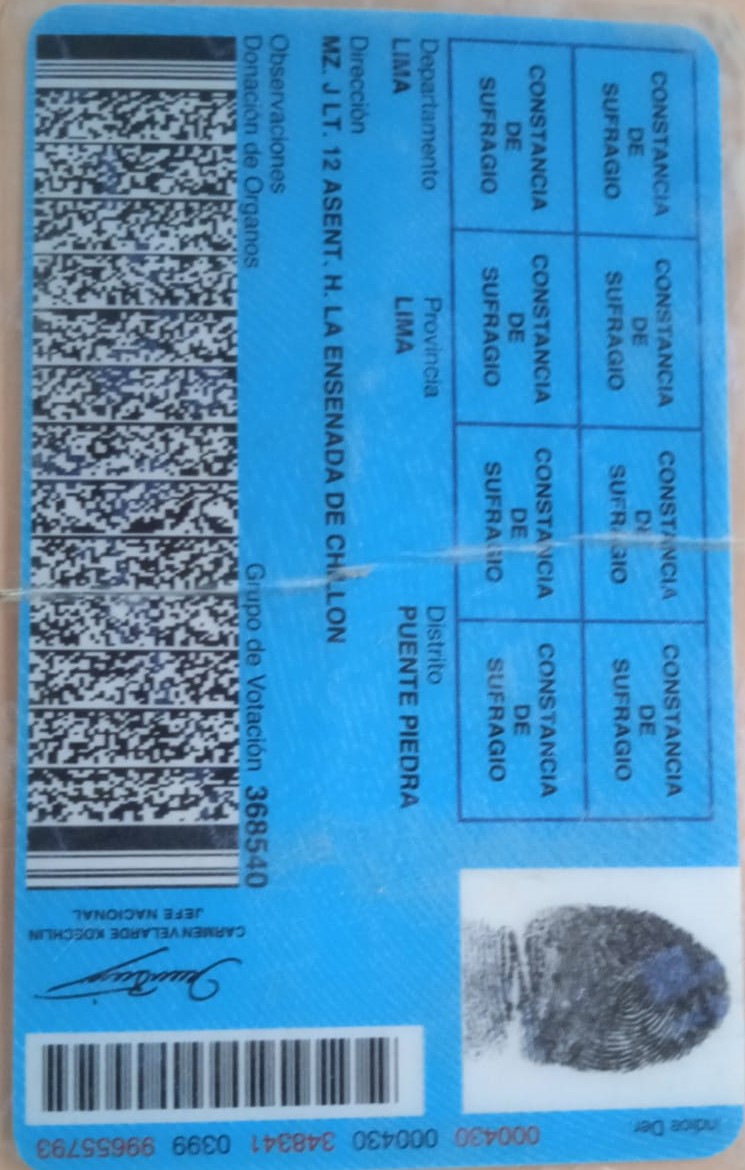 CONSTANCIA DE SUFRAGIO
CONSTANCIA DE SUFRAGIO
CONSTANCIA DE SUFRAGIO
CONSTANCIA DE SUFRAGIO
CONSTANCIA DE SUFRAGIO
CONSTANCIA DE SUFRAGIO
CONSTANCIA DE SUFRAGIO
CONSTANCIA DE SUFRAGIO
Departamento Provincia Distrito
LIMA LIMA PUENTE PIEDRA
Dirección
MZ. J LT. 12 ASENT. H. LA ENSENADA DE CHILLON
Observaciones
Donación de Organos Grupo de Votación 368540
CARMEN VELARDE KOECHLIN
JEFE NACIONAL
Indice Der.
000430 000430 348341 0399 99655793